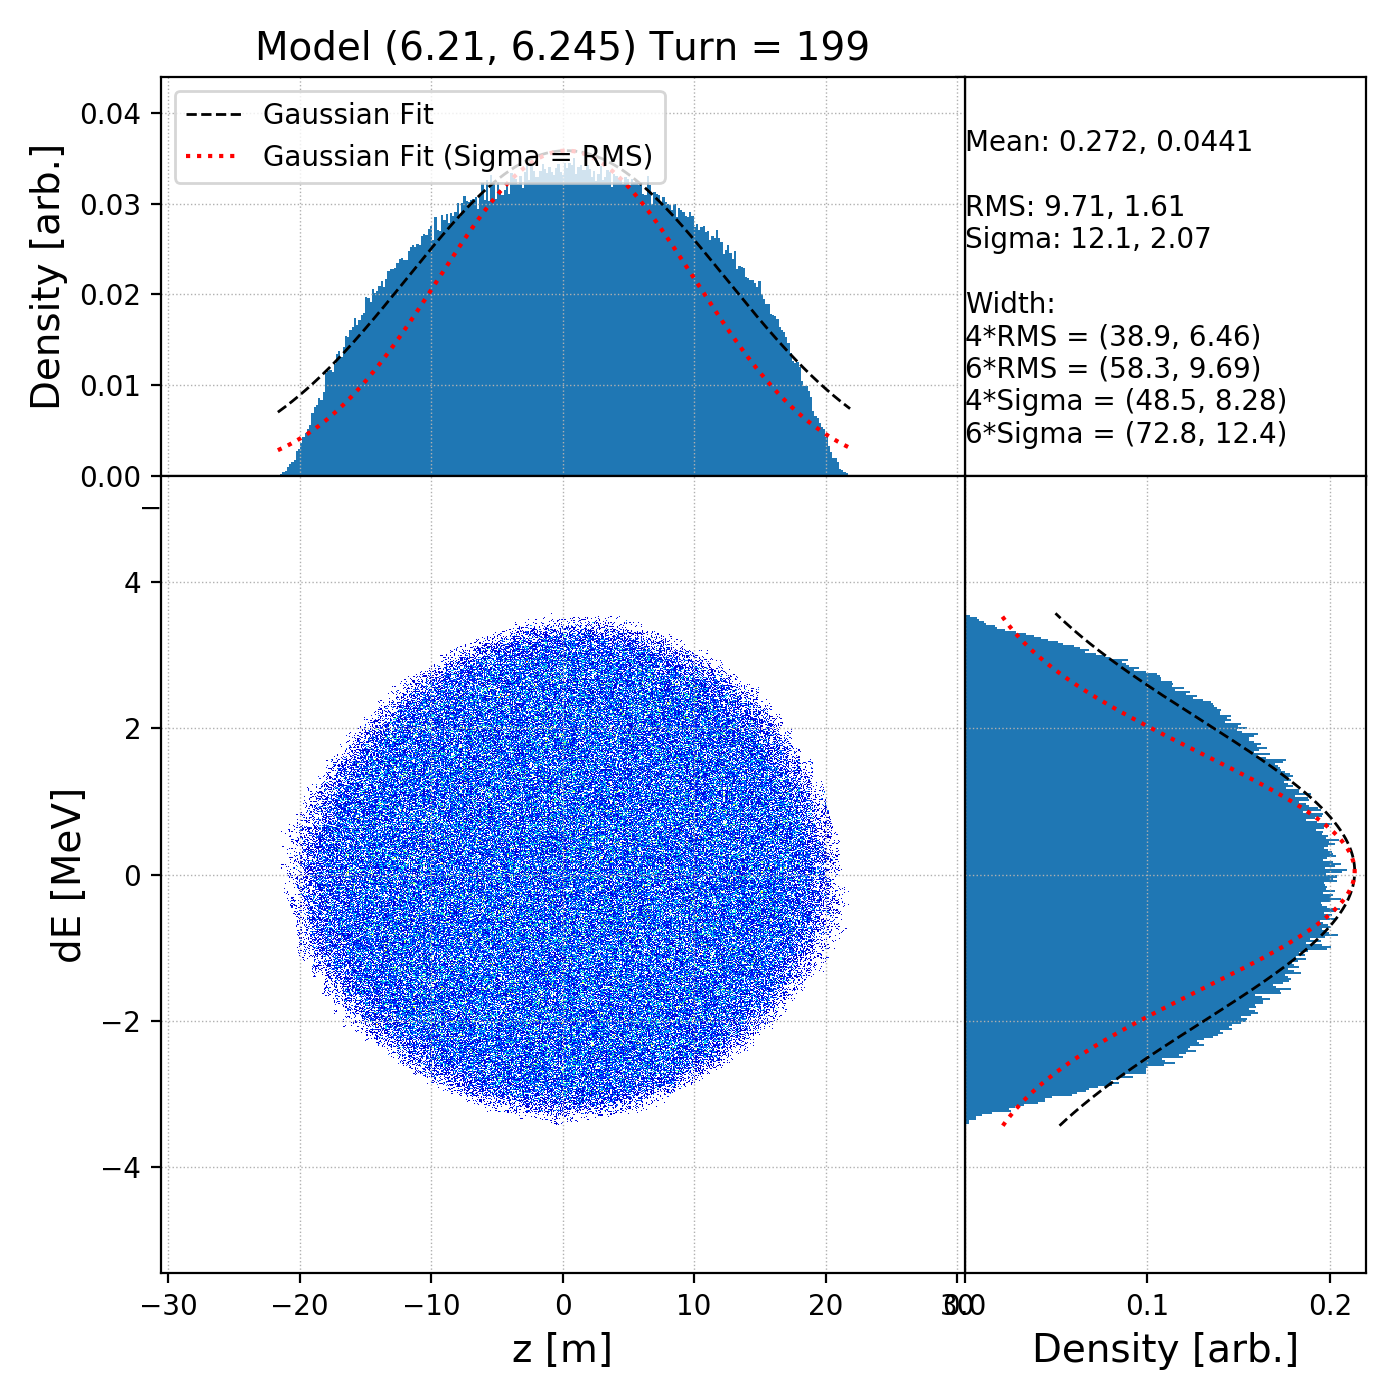 Model (6.21, 6.245) Turn = 199
Gaussian Fit
Gaussian Fit (Sigma = RMS)
Density [arb.]
0.04
0.03
0.02
0.01
0.00
Mean: 0.272, 0.0441
RMS: 9.71, 1.61
Sigma: 12.1, 2.07
Width:
4*RMS = (38.9, 6.46)
6*RMS = (58.3, 9.69)
4*Sigma = (48.5, 8.28)
6*Sigma = (72.8, 12.4)
dE [MeV]
4
2
0
−2
−4
−30 −20 −10 0 10 20 30
z [m]
0.0 0.1 0.2
Density [arb.]